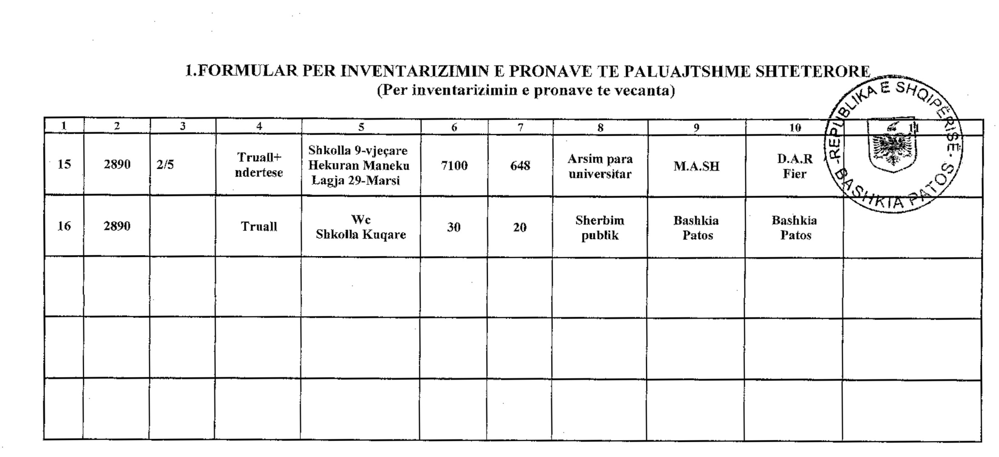 1.FORMULAR PER INVENTARIZIMIN E PRONAVE TE PALUAJTSHME SHTETERORE
(Per inventarizimin e pronave te vecanta)
REPUBLIKA E SHQIPËRISË
BASHKIA PATOS
1 2 3 4 5 6 7 8 9 10 11
15 2890 2/5 Truall+ ndertese Shkolla 9-vjeçare Hekuran Maneku Lagja 29-Marsi 7100 648 Arsim para universitar M.A.SH D.A.R Fier
16 2890 Truall Wc Shkolla Kuqare 30 20 Sherbim publik Bashkia Patos Bashkia Patos